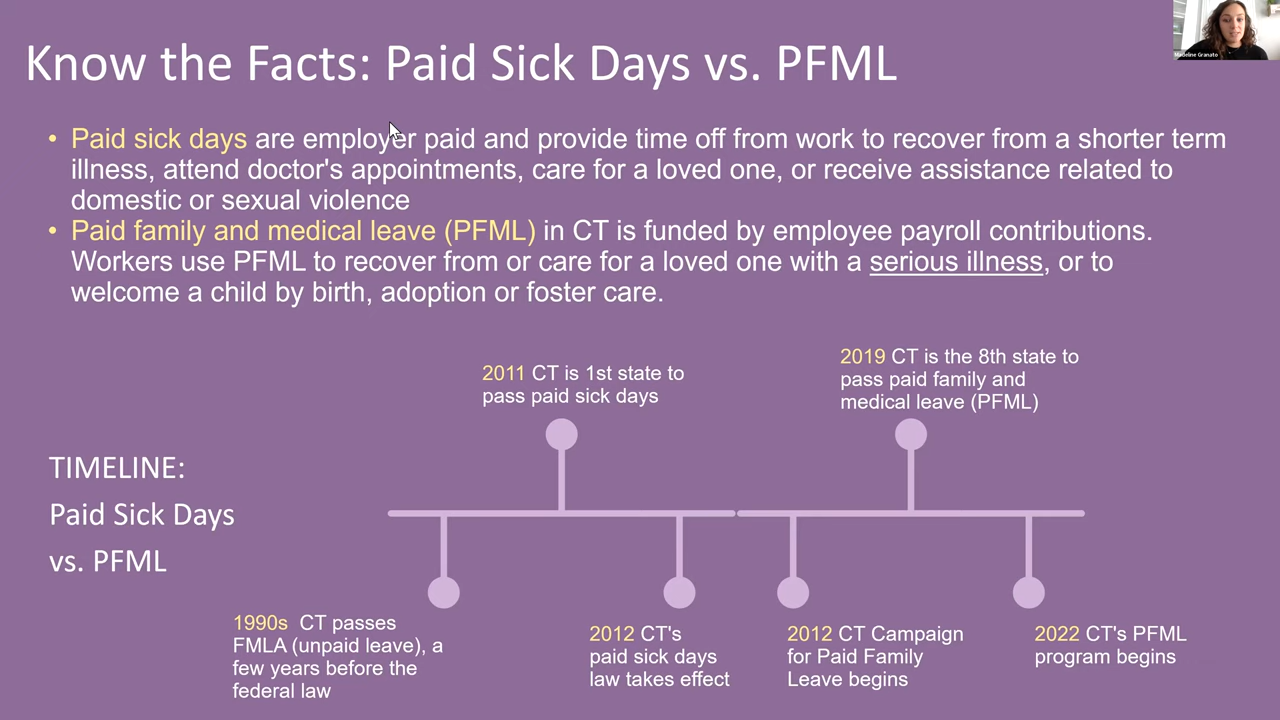 Know the Facts: Paid Sick Days vs. PFML
Madeline Granato
• Paid sick days are employer paid and provide time off from work to recover from a shorter term
illness, attend doctor's appointments, care for a loved one, or receive assistance related to
domestic or sexual violence
• Paid family and medical leave (PFML) in CT is funded by employee payroll contributions.
Workers use PFML to recover from or care for a loved one with a serious illness, or to
welcome a child by birth, adoption or foster care.
2011 CT is 1st state to
pass paid sick days
2019 CT is the 8th state to
pass paid family and
medical leave (PFML)
TIMELINE:
Paid Sick Days
vs. PFML
1990s  CT passes
FMLA (unpaid leave), a
few years before the
federal law
2012 CT's
paid sick days
law takes effect
2012 CT Campaign
for Paid Family
Leave begins
2022 CT's PFML
program begins